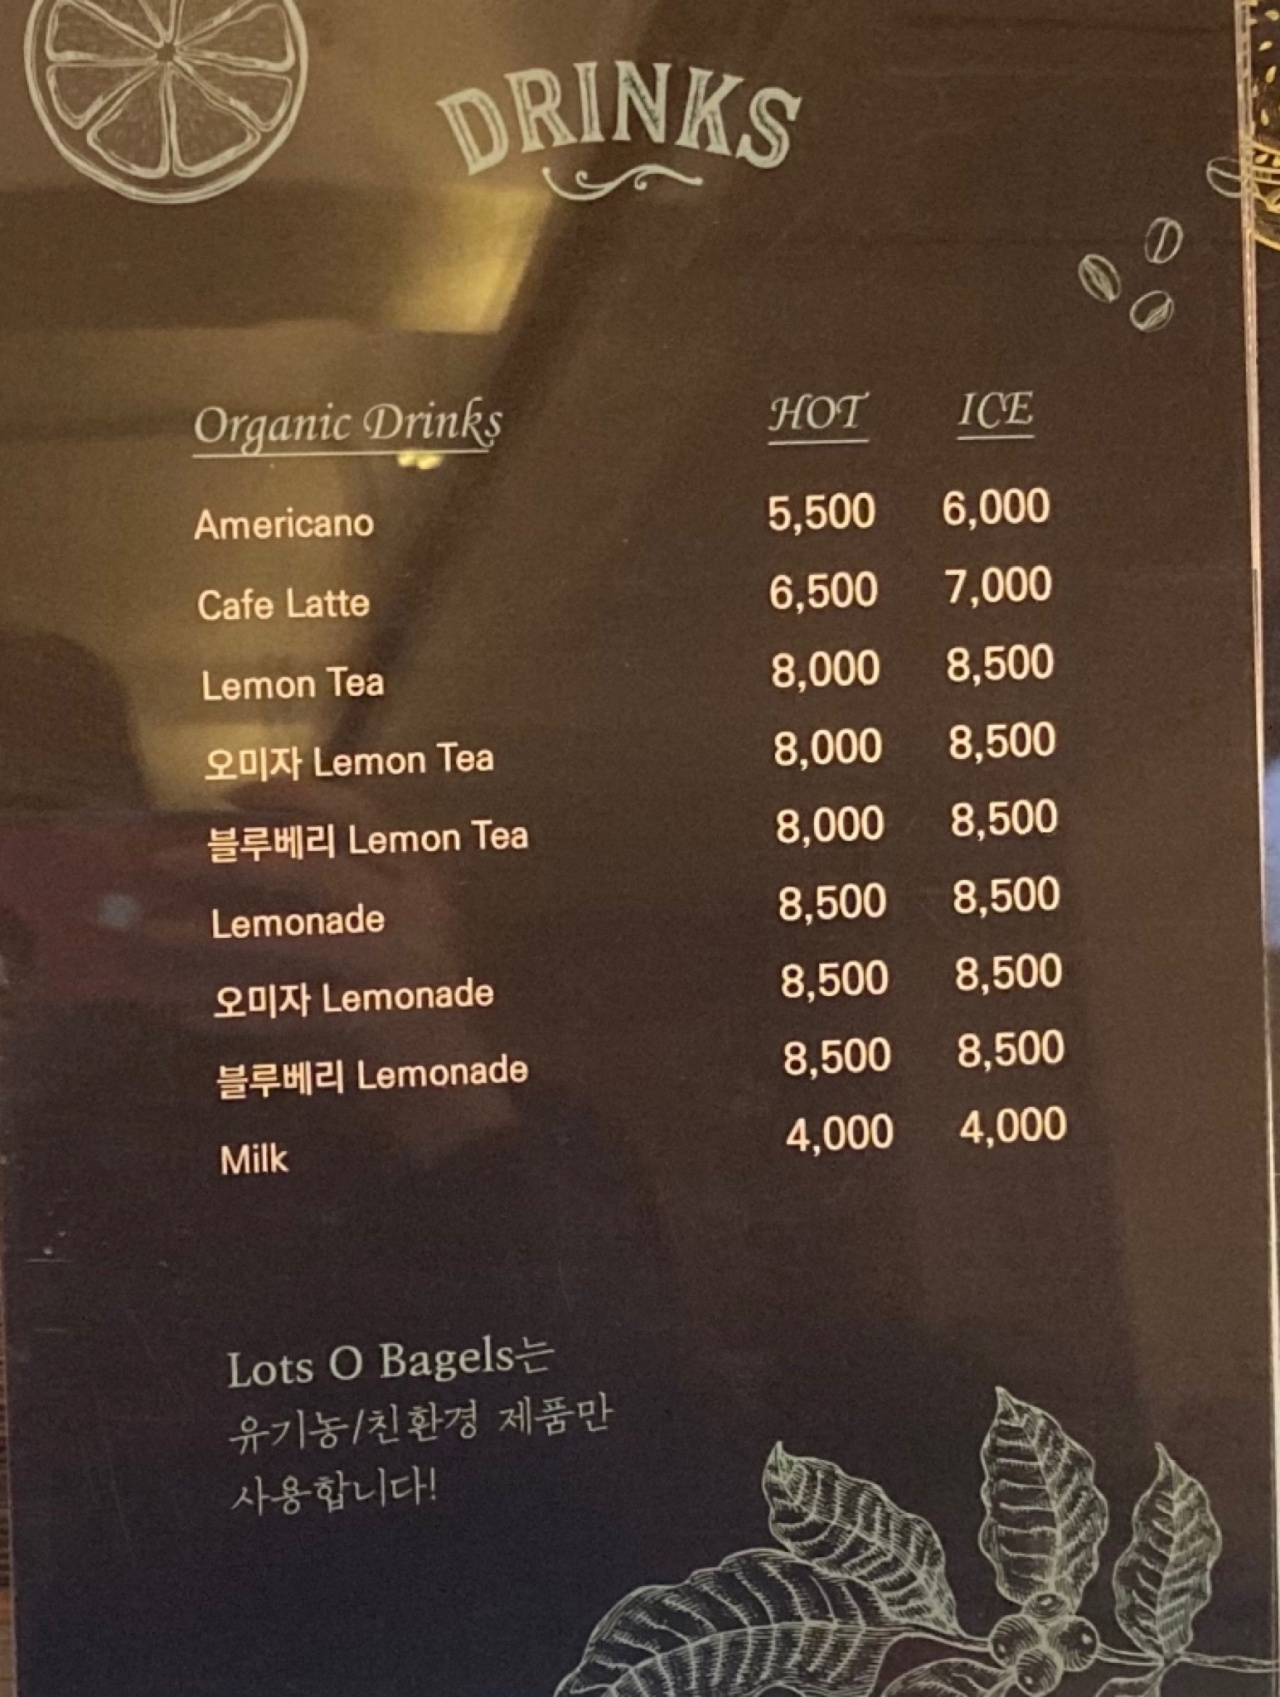 DRINKS
Organic Drinks HOT ICE
Americano 5,500 6,000
Cafe Latte 6,500 7,000
Lemon Tea 8,000 8,500
오미자 Lemon Tea 8,000 8,500
블루베리 Lemon Tea 8,000 8,500
Lemonade 8,500 8,500
오미자 Lemonade 8,500 8,500
블루베리 Lemonade 8,500 8,500
Milk 4,000 4,000
Lots O Bagels는
유기농/친환경 제품만
사용합니다!